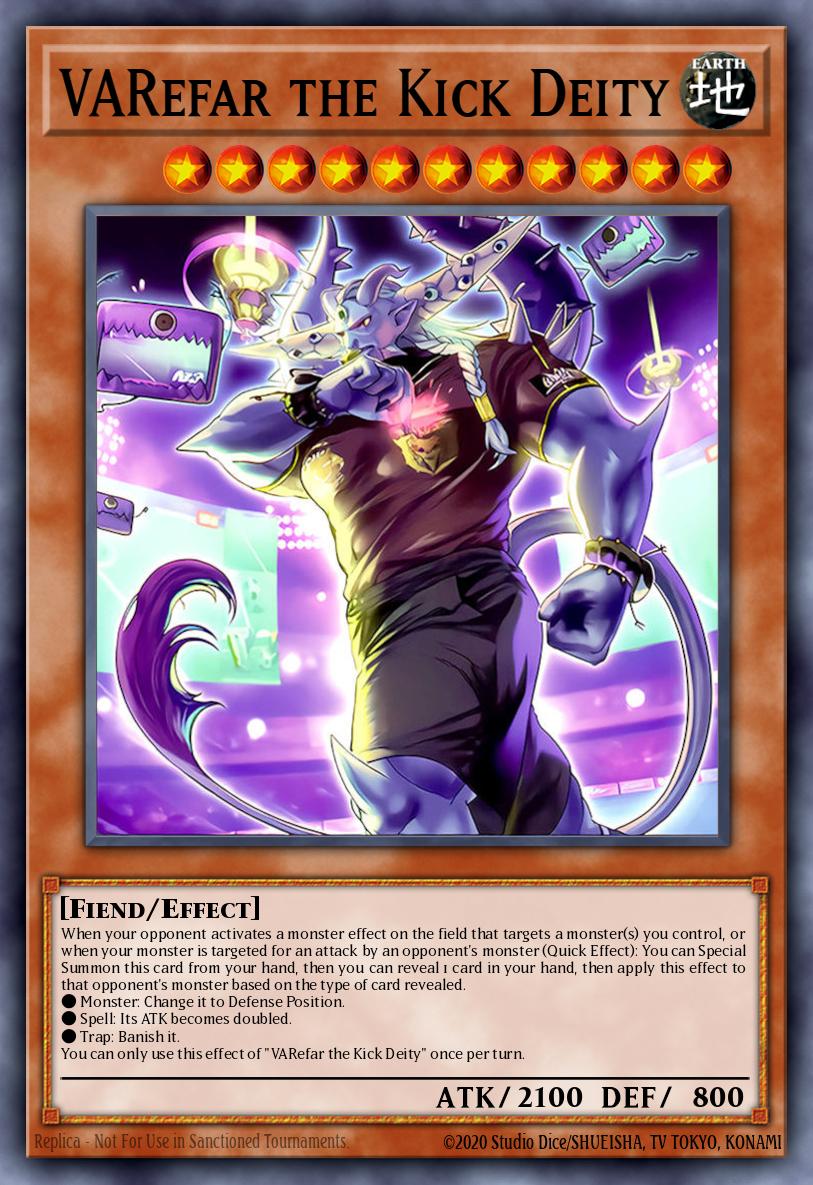 VARefar the Kick Deity
EARTH
地
[Fiend/Effect]
When your opponent activates a monster effect on the field that targets a monster(s) you control, or
when your monster is targeted for an attack by an opponent's monster (Quick Effect): You can Special
Summon this card from your hand, then you can reveal 1 card in your hand, then apply this effect to
that opponent's monster based on the type of card revealed.
● Monster: Change it to Defense Position.
● Spell: Its ATK becomes doubled.
● Trap: Banish it.
You can only use this effect of "VARefar the Kick Deity" once per turn.
ATK/ 2100 DEF/ 800
Replica - Not For Use in Sanctioned Tournaments.
©2020 Studio Dice/SHUEISHA, TV TOKYO, KONAMI